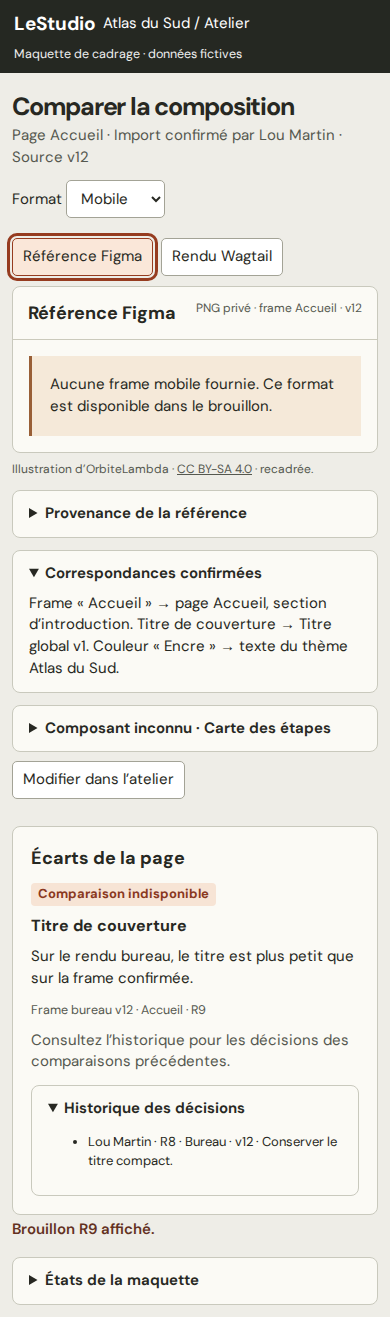 LeStudio Atlas du Sud / Atelier
Maquette de cadrage · données fictives
Comparer la composition
Page Accueil · Import confirmé par Lou Martin ·
Source v12
Format Mobile
Référence Figma Rendu Wagtail
Référence Figma PNG privé · frame Accueil · v12
Aucune frame mobile fournie. Ce format
est disponible dans le brouillon.
Illustration d’OrbiteLambda · CC BY-SA 4.0 · recadrée.
Provenance de la référence
Correspondances confirmées
Frame « Accueil » → page Accueil, section
d’introduction. Titre de couverture → Titre
global v1. Couleur « Encre » → texte du thème
Atlas du Sud.
Composant inconnu · Carte des étapes
Modifier dans l’atelier
Écarts de la page
Comparaison indisponible
Titre de couverture
Sur le rendu bureau, le titre est plus petit que
sur la frame confirmée.
Frame bureau v12 · Accueil · R9
Consultez l’historique pour les décisions des
comparaisons précédentes.
Historique des décisions
Lou Martin · R8 · Bureau · v12 · Conserver le
titre compact.
Brouillon R9 affiché.
États de la maquette